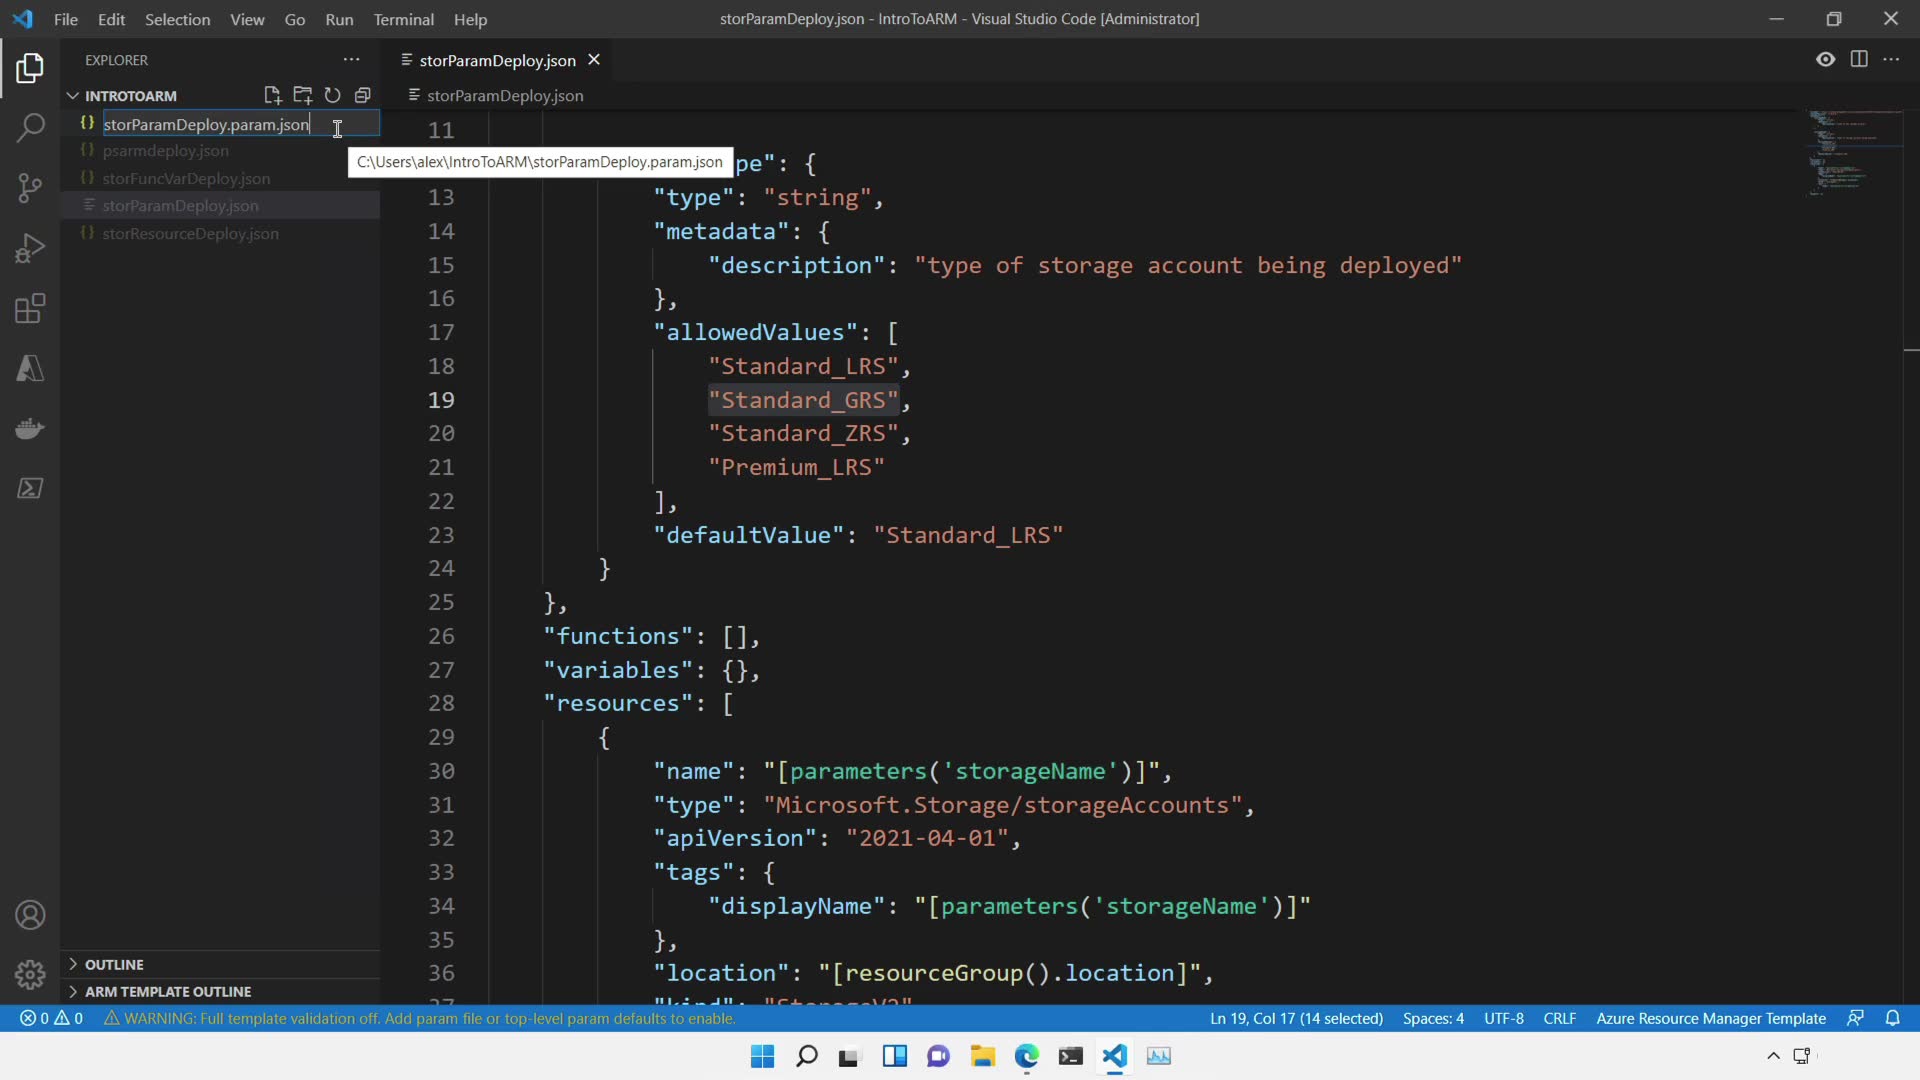 File Edit Selection View Go Run Terminal Help
storParamDeploy.json - IntroToARM - Visual Studio Code [Administrator]
EXPLORER
storParamDeploy.json
INTROTOARM
storParamDeploy.json
storParamDeploy.param.json
C:\Users\alex\IntroToARM\storParamDeploy.param.json
psarmdeploy.json
storFuncVarDeploy.json
storParamDeploy.json
storResourceDeploy.json
11
pe": {
13 "type": "string",
14 "metadata": {
15 "description": "type of storage account being deployed"
16 },
17 "allowedValues": [
18 "Standard_LRS",
19 "Standard_GRS",
20 "Standard_ZRS",
21 "Premium_LRS"
22 ],
23 "defaultValue": "Standard_LRS"
24 }
25 },
26 "functions": [],
27 "variables": {},
28 "resources": [
29 {
30 "name": "[parameters('storageName')]",
31 "type": "Microsoft.Storage/storageAccounts",
32 "apiVersion": "2021-04-01",
33 "tags": {
34 "displayName": "[parameters('storageName')]"
35 },
36 "location": "[resourceGroup().location]",
37 "kind": "StorageV2"
OUTLINE
ARM TEMPLATE OUTLINE
0 0 WARNING: Full template validation off. Add param file or top-level param defaults to enable.
Ln 19, Col 17 (14 selected) Spaces: 4 UTF-8 CRLF Azure Resource Manager Template